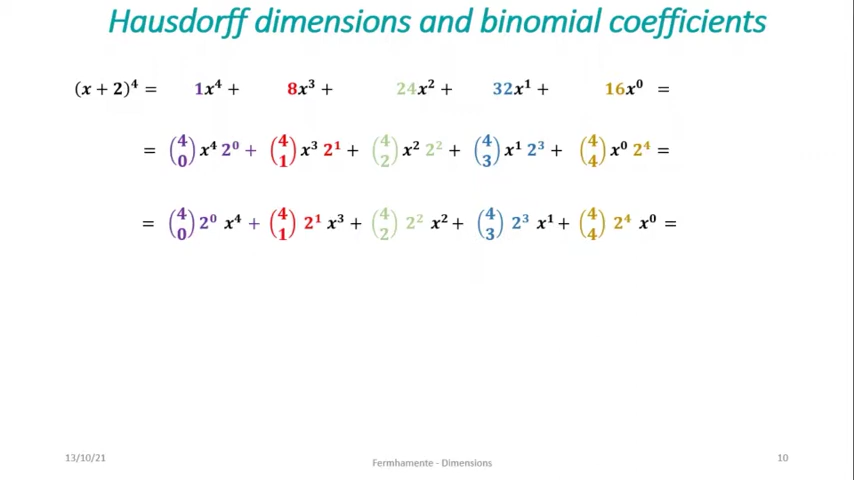 Hausdorff dimensions and binomial coefficients
(x + 2)⁴ = 1x⁴ + 8x³ + 24x² + 32x¹ + 16x⁰ =
= (4 0) x⁴ 2⁰ + (4 1) x³ 2¹ + (4 2) x² 2² + (4 3) x¹ 2³ + (4 4) x⁰ 2⁴ =
= (4 0) 2⁰ x⁴ + (4 1) 2¹ x³ + (4 2) 2² x² + (4 3) 2³ x¹ + (4 4) 2⁴ x⁰ =
13/10/21 Fermhamente - Dimensions 10